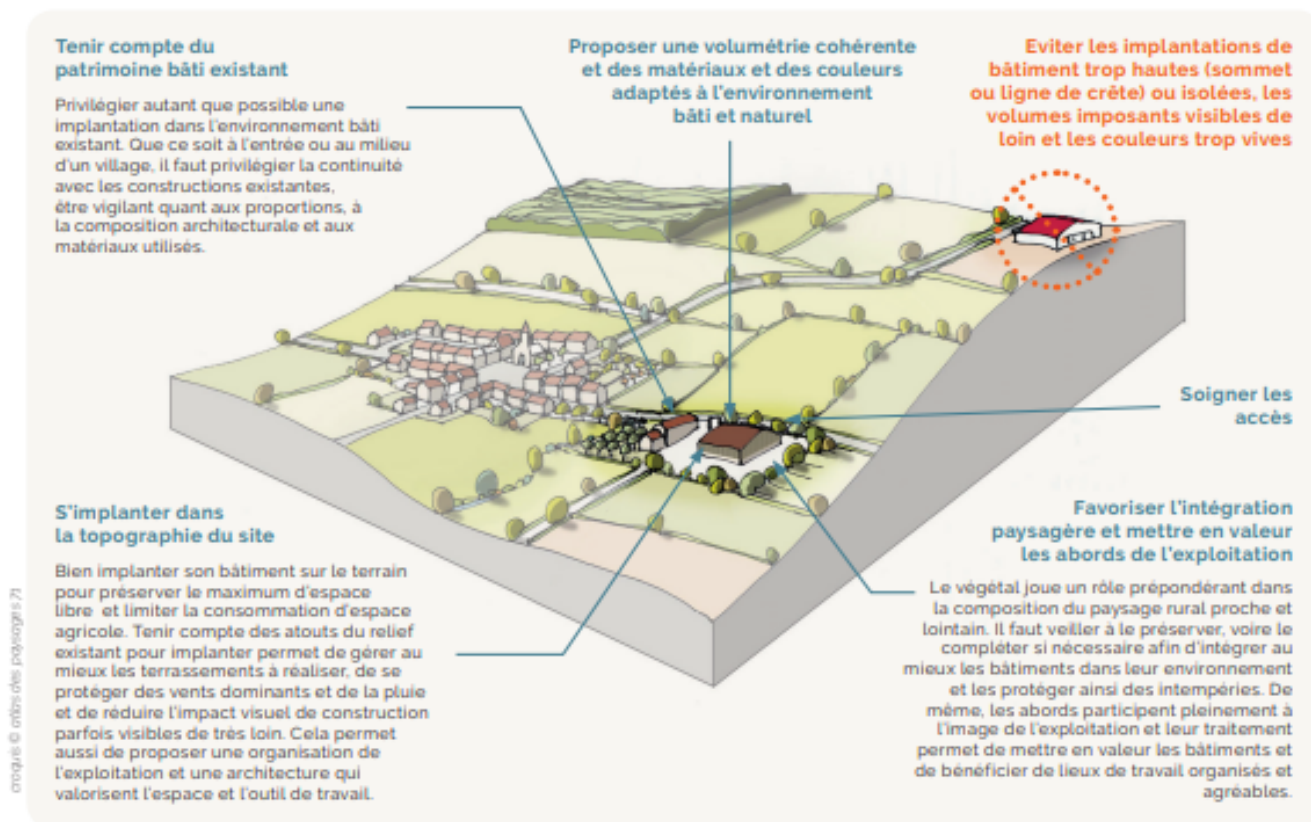 Tenir compte du
patrimoine bâti existant
Privilégier autant que possible une
implantation dans l'environnement bâti
existant. Que ce soit à l'entrée ou au milieu
d'un village, il faut privilégier la continuité
avec les constructions existantes,
être vigilant quant aux proportions, à
la composition architecturale et aux
matériaux utilisés.
Proposer une volumétrie cohérente
et des matériaux et des couleurs
adaptés à l'environnement
bâti et naturel
Eviter les implantations de
bâtiment trop hautes (sommet
ou ligne de crête) ou isolées, les
volumes imposants visibles de
loin et les couleurs trop vives
Soigner les
accès
S'implanter dans
la topographie du site
Bien implanter son bâtiment sur le terrain
pour préserver le maximum d'espace
libre et limiter la consommation d'espace
agricole. Tenir compte des atouts du relief
existant pour implanter permet de gérer au
mieux les terrassements à réaliser, de se
protéger des vents dominants et de la pluie
et de réduire l'impact visuel de construction
parfois visibles de très loin. Cela permet
aussi de proposer une organisation de
l'exploitation et une architecture qui
valorisent l'espace et l'outil de travail.
Favoriser l'intégration
paysagère et mettre en valeur
les abords de l'exploitation
Le végétal joue un rôle prépondérant dans
la composition du paysage rural proche et
lointain. Il faut veiller à le préserver, voire le
compléter si nécessaire afin d'intégrer au
mieux les bâtiments dans leur environnement
et les protéger ainsi des intempéries. De
même, les abords participent pleinement à
l'image de l'exploitation et leur traitement
permet de mettre en valeur les bâtiments et
de bénéficier de lieux de travail organisés et
agréables.
croquis © atlas des paysages 71